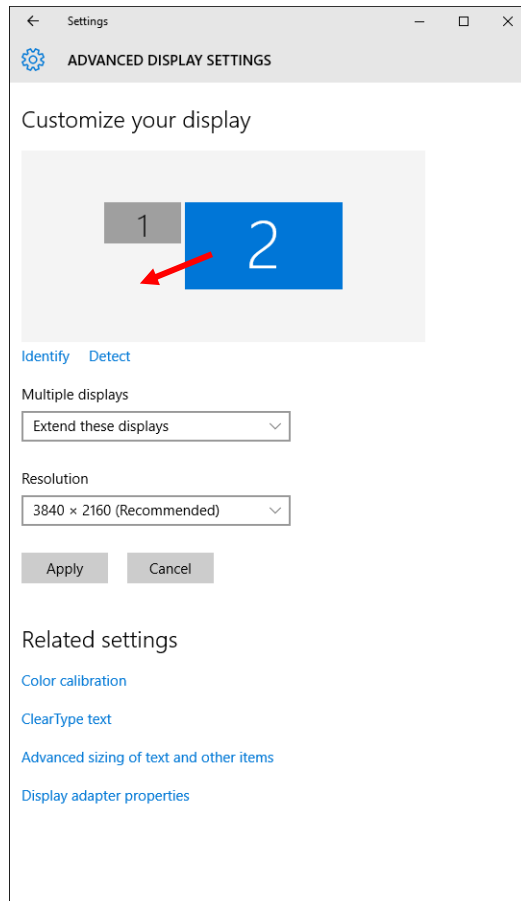 Settings
ADVANCED DISPLAY SETTINGS
Customize your display
1
2
Identify Detect
Multiple displays
Extend these displays
Resolution
3840 × 2160 (Recommended)
Apply Cancel
Related settings
Color calibration
ClearType text
Advanced sizing of text and other items
Display adapter properties